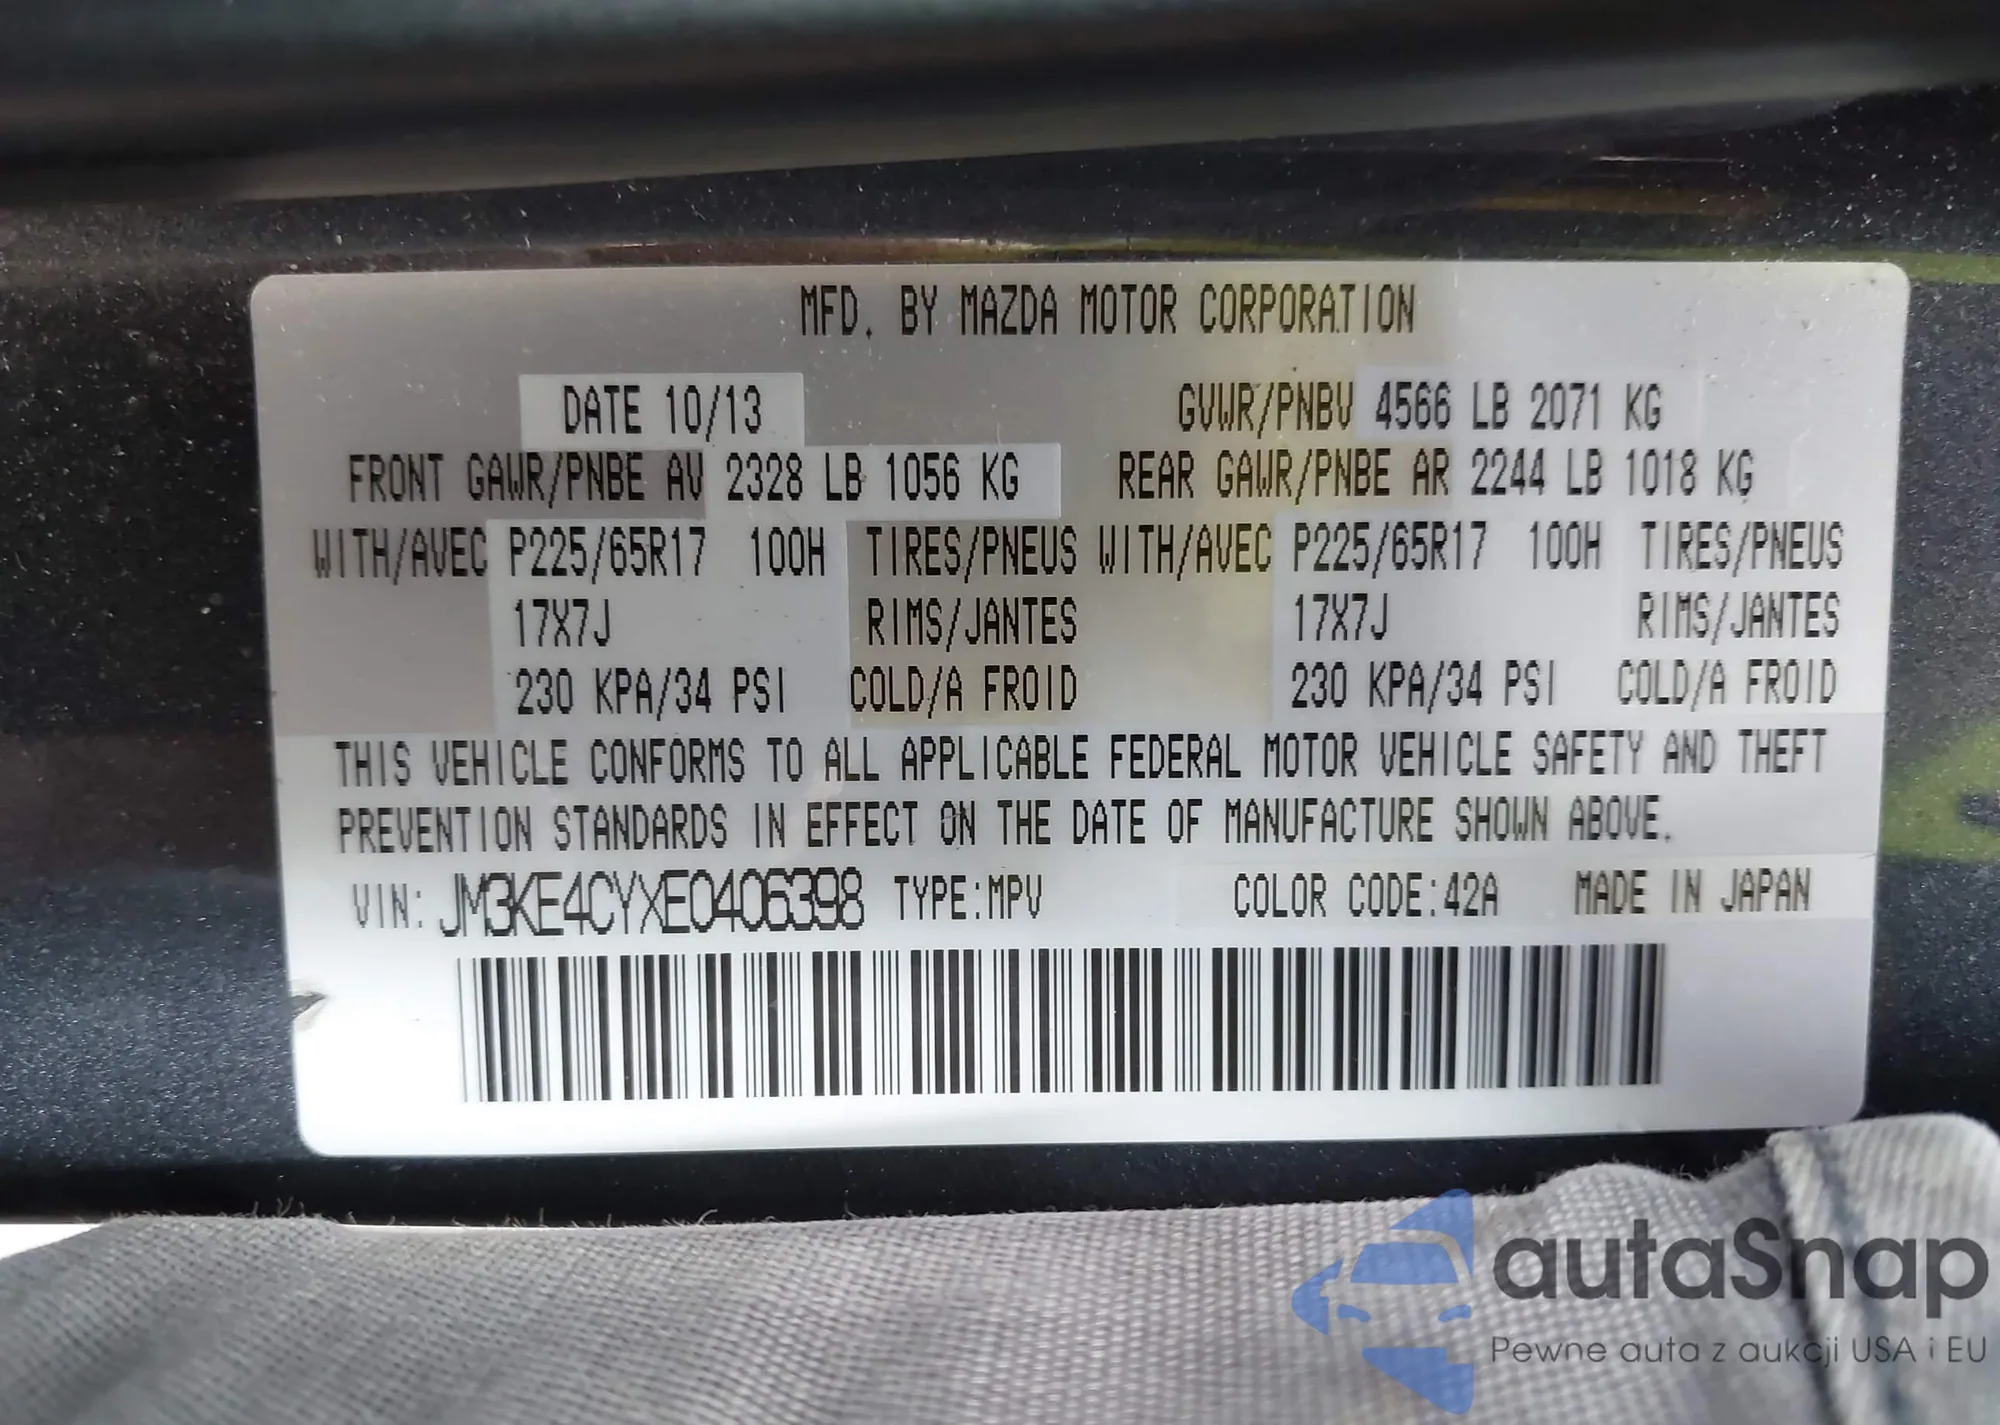 MFD. BY MAZDA MOTOR CORPORATION
DATE 10/13 GVWR/PNBV 4566 LB 2071 KG
FRONT GAWR/PNBE AV 2328 LB 1056 KG REAR GAWR/PNBE AR 2244 LB 1018 KG
WITH/AVEC P225/65R17 100H TIRES/PNEUS WITH/AVEC P225/65R17 100H TIRES/PNEUS
17X7J RIMS/JANTES 17X7J RIMS/JANTES
230 KPA/34 PSI COLD/A FROID 230 KPA/34 PSI COLD/A FROID
THIS VEHICLE CONFORMS TO ALL APPLICABLE FEDERAL MOTOR VEHICLE SAFETY AND THEFT
PREVENTION STANDARDS IN EFFECT ON THE DATE OF MANUFACTURE SHOWN ABOVE.
VIN: JM3KE4CYXE0406398 TYPE:MPV COLOR CODE:42A MADE IN JAPAN
autaSnap
Pewne auta z aukcji USA i EU